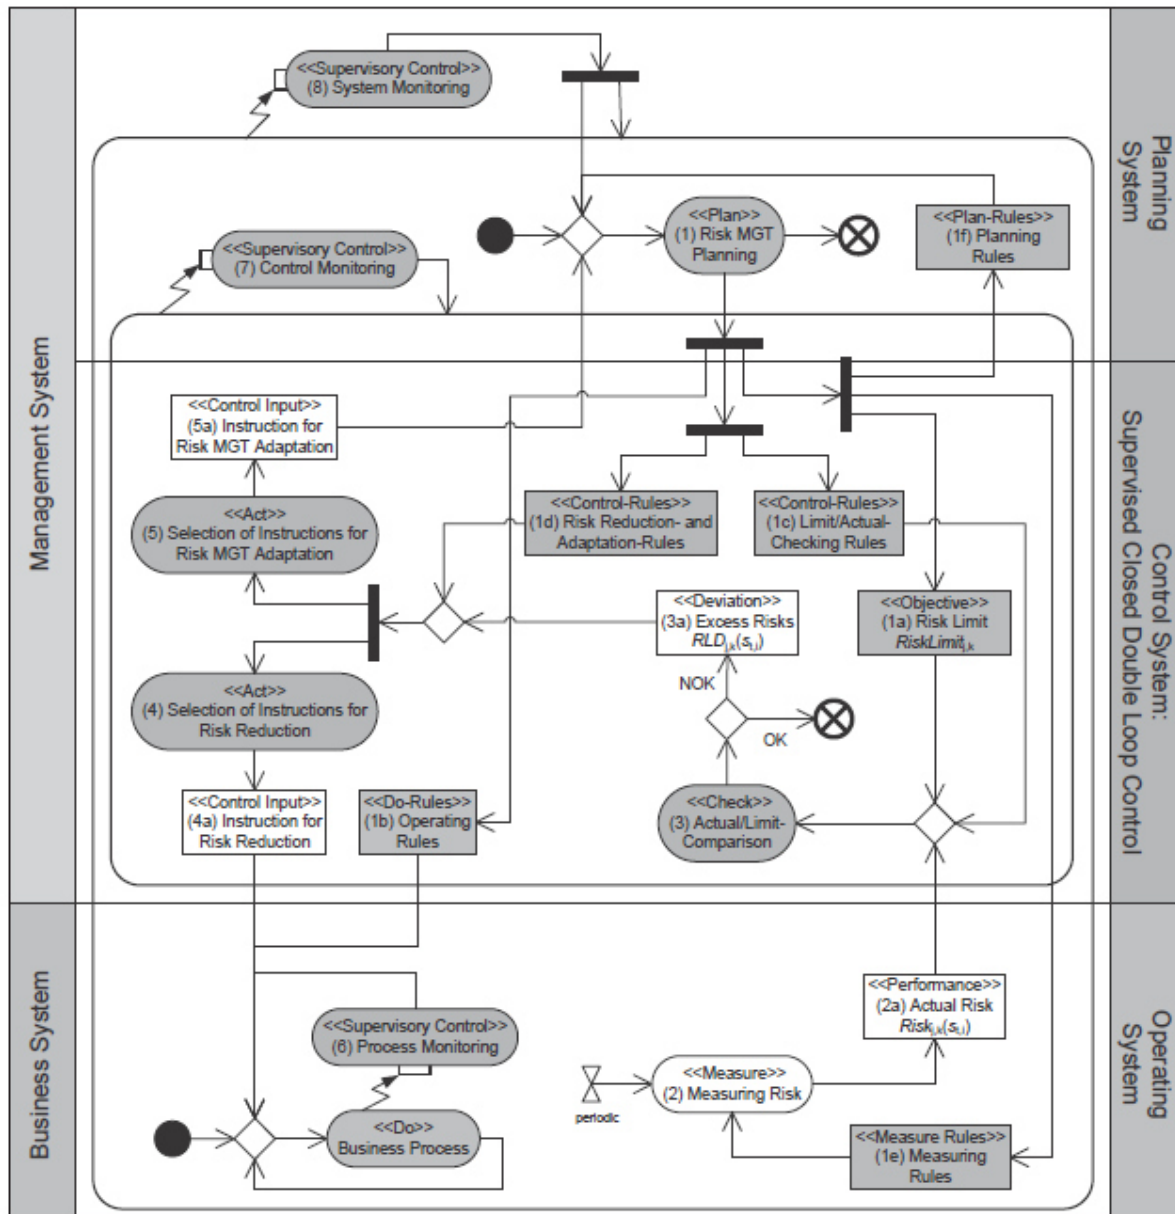 Management System
Business System
Planning
System
Control System:
Supervised Closed Double Loop Control
Operating
System
<<Supervisory Control>>
(8) System Monitoring
<<Supervisory Control>>
(7) Control Monitoring
<<Plan>>
(1) Risk MGT
Planning
<<Plan-Rules>>
(1f) Planning
Rules
<<Control Input>>
(5a) Instruction for
Risk MGT Adaptation
<<Act>>
(5) Selection of Instructions for
Risk MGT Adaptation
<<Control-Rules>>
(1d) Risk Reduction- and
Adaptation-Rules
<<Control-Rules>>
(1c) Limit/Actual-
Checking Rules
<<Deviation>>
(3a) Excess Risks
RLDj,k(st,i)
<<Objective>>
(1a) Risk Limit
RiskLimitj,k
NOK
OK
<<Act>>
(4) Selection of Instructions for
Risk Reduction
<<Control Input>>
(4a) Instruction for
Risk Reduction
<<Do-Rules>>
(1b) Operating
Rules
<<Check>>
(3) Actual/Limit-
Comparison
<<Performance>>
(2a) Actual Risk
Riskj,k(st,i)
<<Supervisory Control>>
(6) Process Monitoring
<<Measure>>
(2) Measuring Risk
periodic
<<Do>>
Business Process
<<Measure Rules>>
(1e) Measuring
Rules